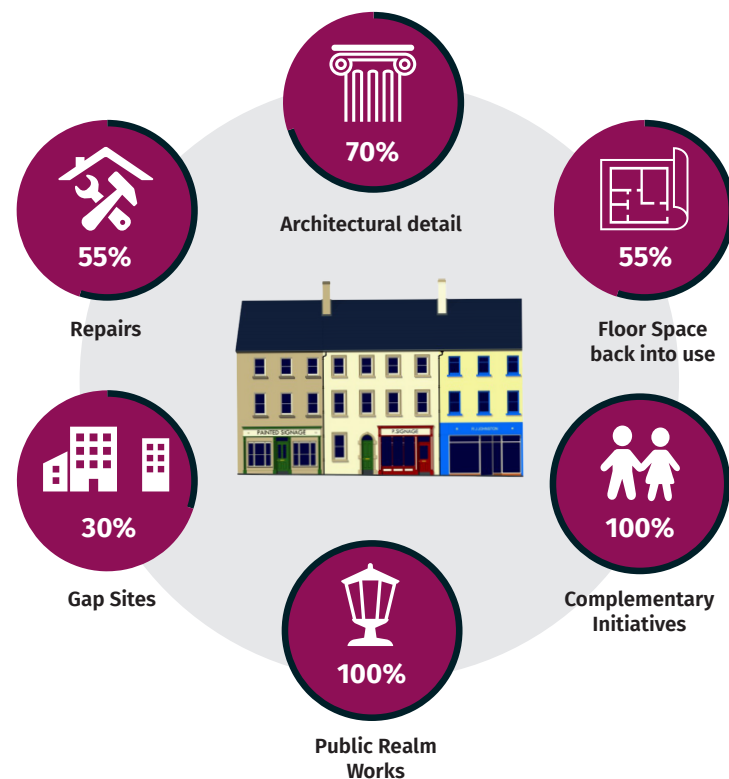 70%
Architectural detail
55%
Floor Space
back into use
100%
Complementary
Initiatives
100%
Public Realm
Works
30%
Gap Sites
55%
Repairs
PAINTED SIGNAGE
P.SIGNAGE